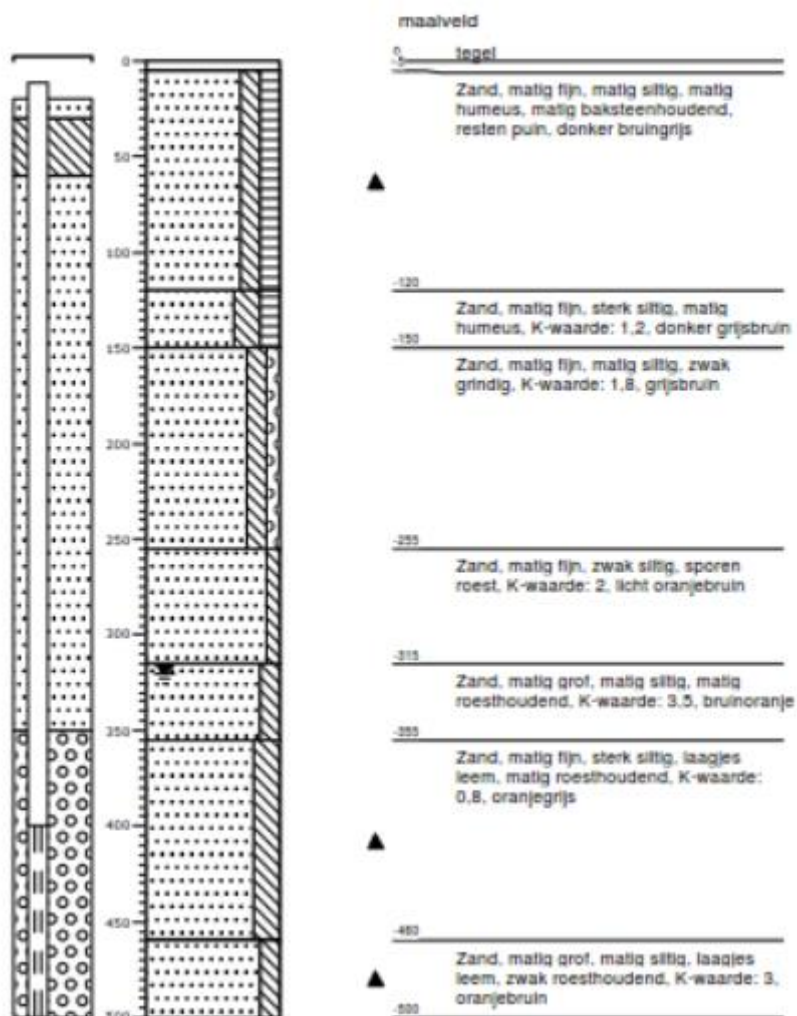 maaiveld
0
tegel
-5
Zand, matig fijn, matig siltig, matig
humeus, matig baksteenhoudend,
resten puin, donker bruingrijs
-120
Zand, matig fijn, sterk siltig, matig
humeus, K-waarde: 1,2, donker grijsbruin
-150
Zand, matig fijn, matig siltig, zwak
grindig, K-waarde: 1,8, grijsbruin
-255
Zand, matig fijn, zwak siltig, sporen
roest, K-waarde: 2, licht oranjebruin
-315
Zand, matig grof, matig siltig, matig
roesthoudend, K-waarde: 3,5, bruinoranje
-355
Zand, matig fijn, sterk siltig, laagjes
leem, matig roesthoudend, K-waarde:
0,8, oranjegrijs
-460
Zand, matig grof, matig siltig, laagjes
leem, zwak roesthoudend, K-waarde: 3,
oranjebruin
-500
0
50
100
150
200
250
300
350
400
450
500